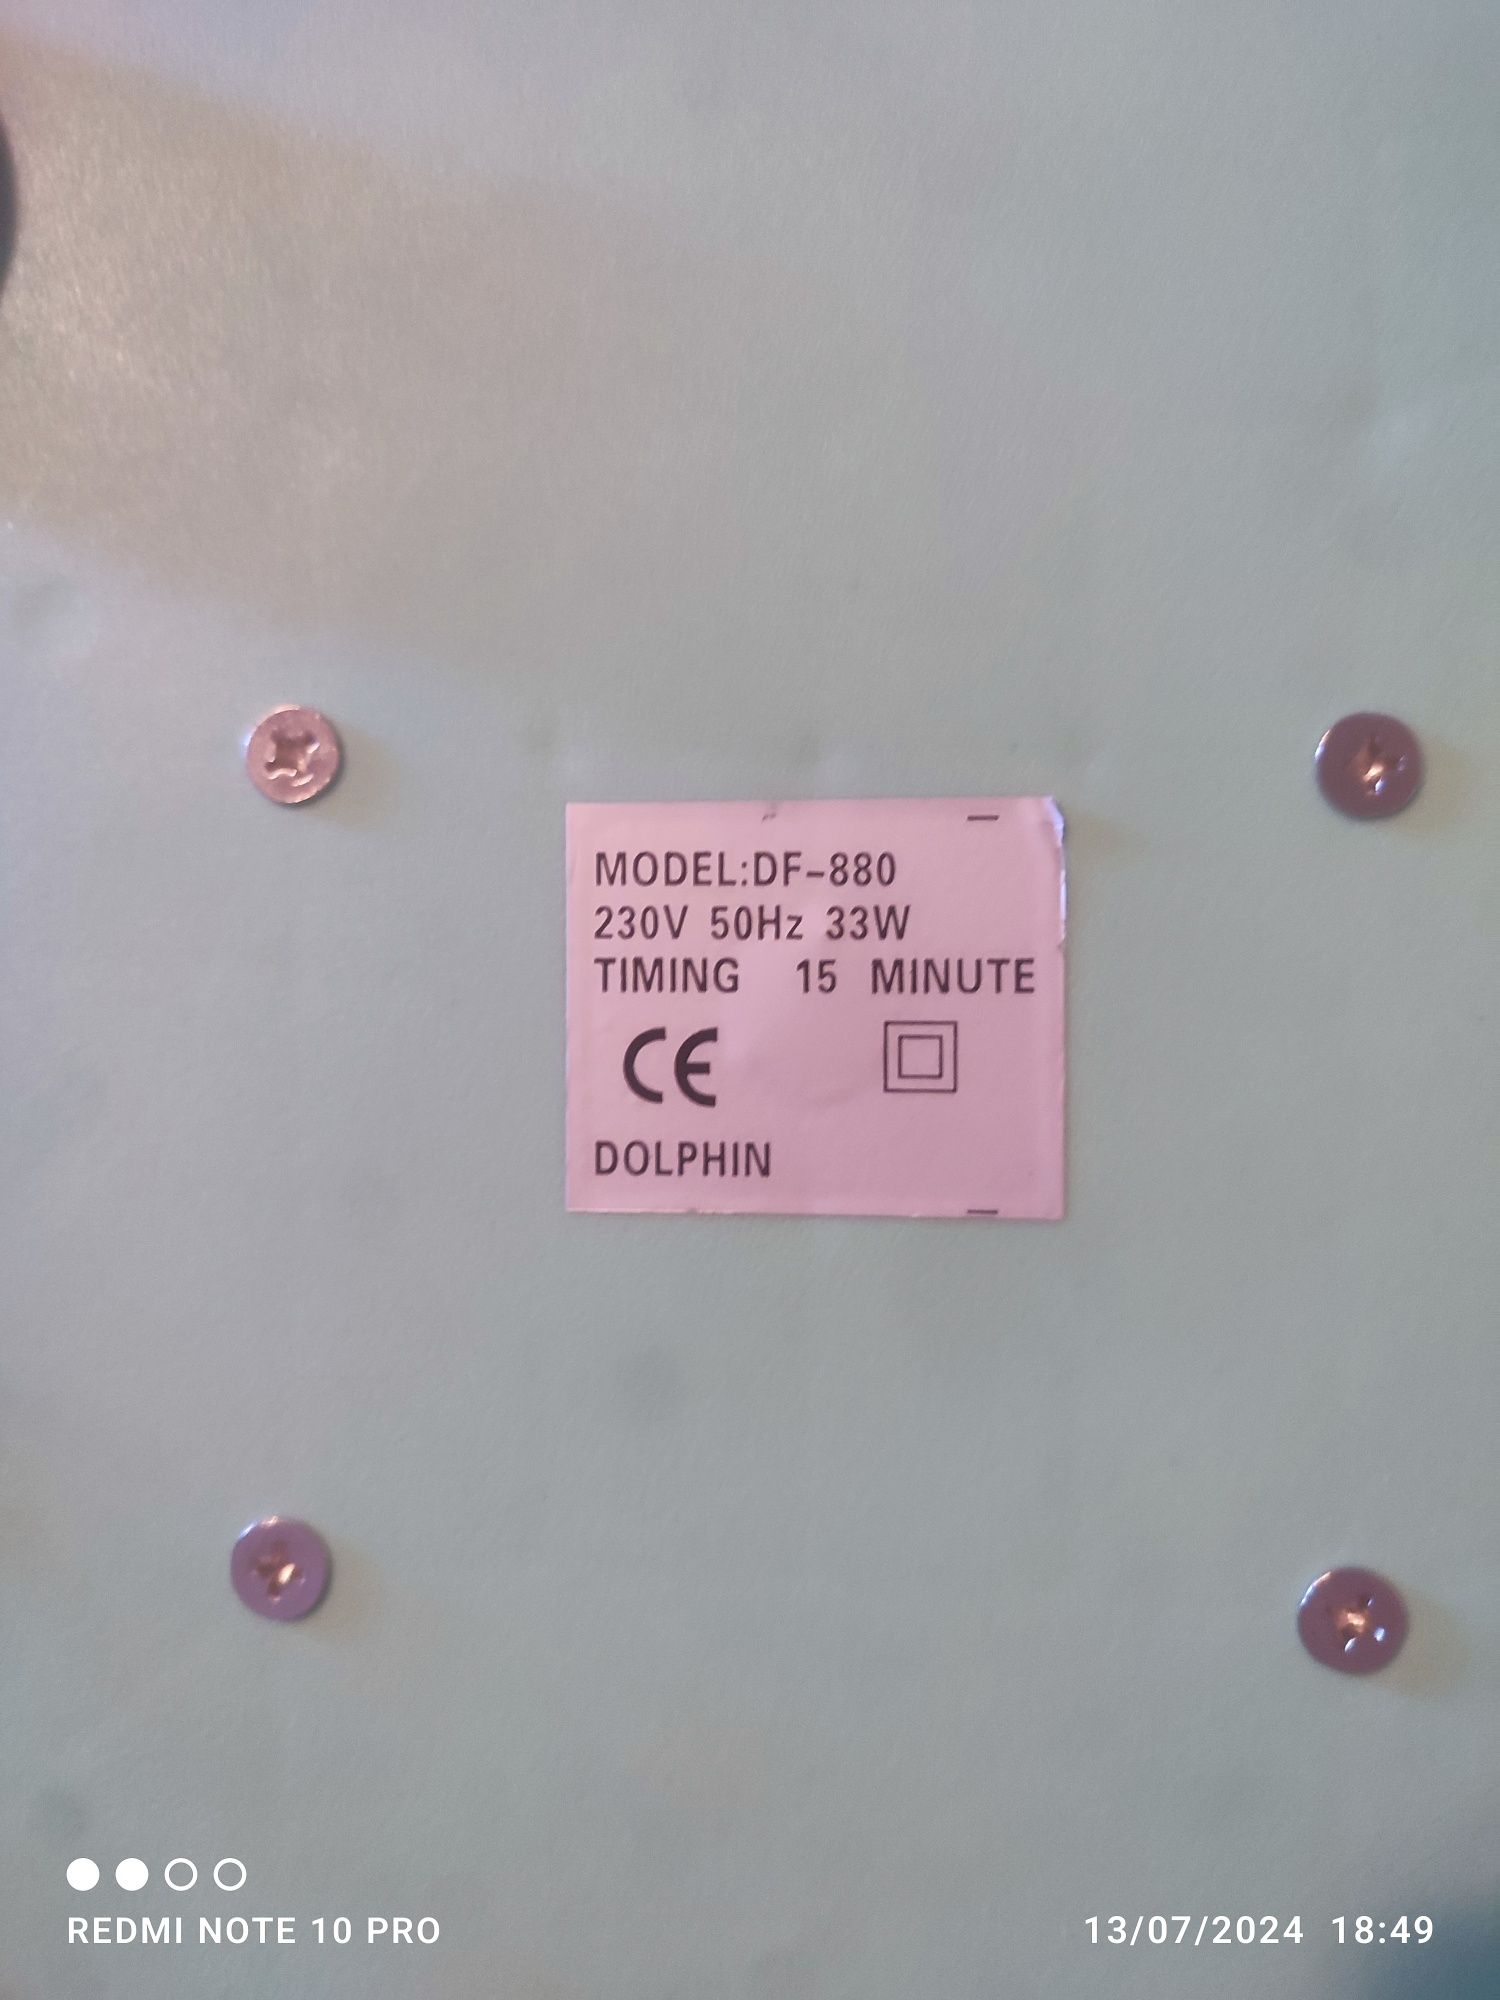 MODEL:DF-880
230V 50Hz 33W
TIMING 15 MINUTE
CE
DOLPHIN
REDMI NOTE 10 PRO
13/07/2024 18:49